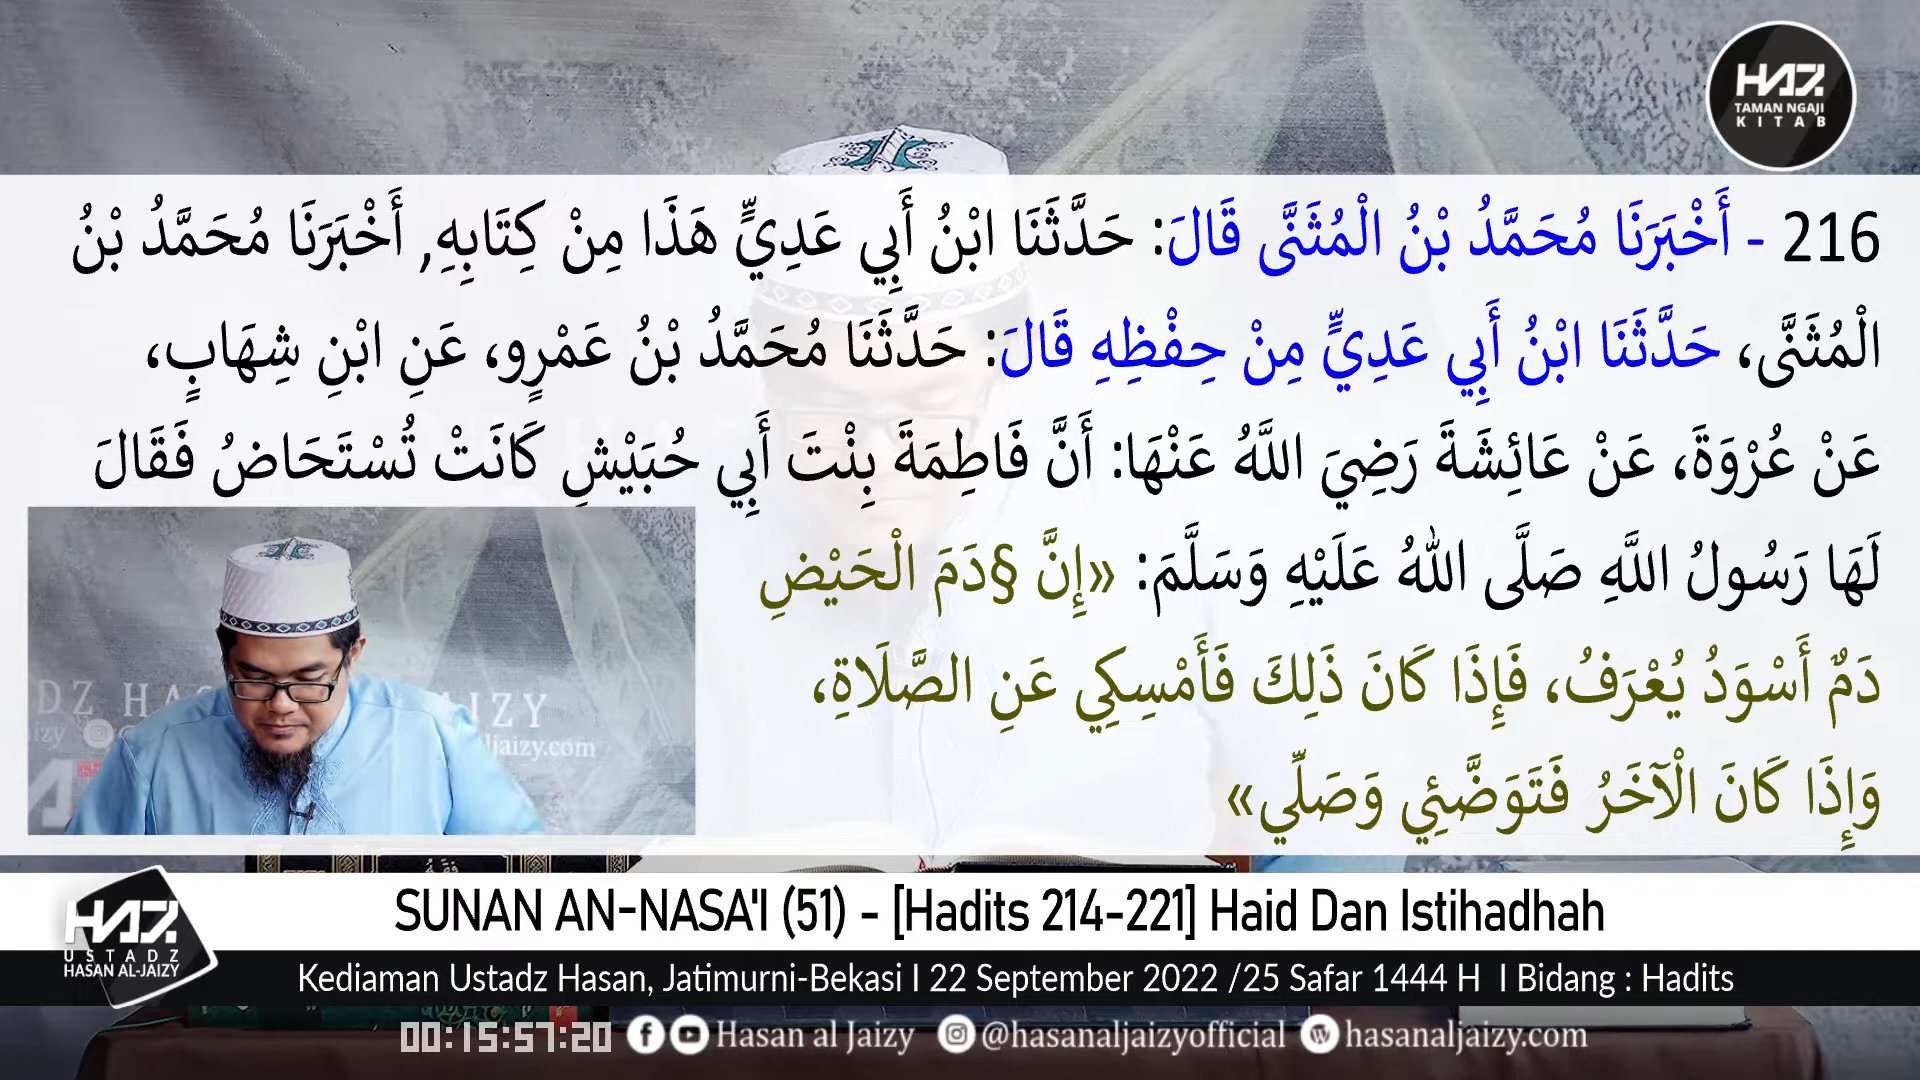 HAZ
TAMAN NGAJI
KITAB
216 - أَخْبَرَنَا مُحَمَّدُ بْنُ الْمُثَنَّى قَالَ: حَدَّثَنَا ابْنُ أَبِي عَدِيٍّ هَذَا مِنْ كِتَابِهِ, أَخْبَرَنَا مُحَمَّدُ بْنُ
الْمُثَنَّى، حَدَّثَنَا ابْنُ أَبِي عَدِيٍّ مِنْ حِفْظِهِ قَالَ: حَدَّثَنَا مُحَمَّدُ بْنُ عَمْرٍو، عَنِ ابْنِ شِهَابٍ،
عَنْ عُرْوَةَ، عَنْ عَائِشَةَ رَضِيَ اللَّهُ عَنْهَا: أَنَّ فَاطِمَةَ بِنْتَ أَبِي حُبَيْشٍ كَانَتْ تُسْتَحَاضُ فَقَالَ
لَهَا رَسُولُ اللَّهِ صَلَّى اللهُ عَلَيْهِ وَسَلَّمَ: «إِنَّ §دَمَ الْحَيْضِ
دَمٌ أَسْوَدُ يُعْرَفُ، فَإِذَا كَانَ ذَلِكَ فَأَمْسِكِي عَنِ الصَّلَاةِ،
وَإِذَا كَانَ الْآخَرُ فَتَوَضَّئِي وَصَلِّي»
SUNAN AN-NASA'I (51) - [Hadits 214-221] Haid Dan Istihadhah
HAZ
USTADZ
HASAN AL-JAIZY
Kediaman Ustadz Hasan, Jatimurni-Bekasi I 22 September 2022 /25 Safar 1444 H I Bidang : Hadits
00:15:57:20 Hasan al Jaizy @hasanaljaizyofficial hasanaljaizy.com